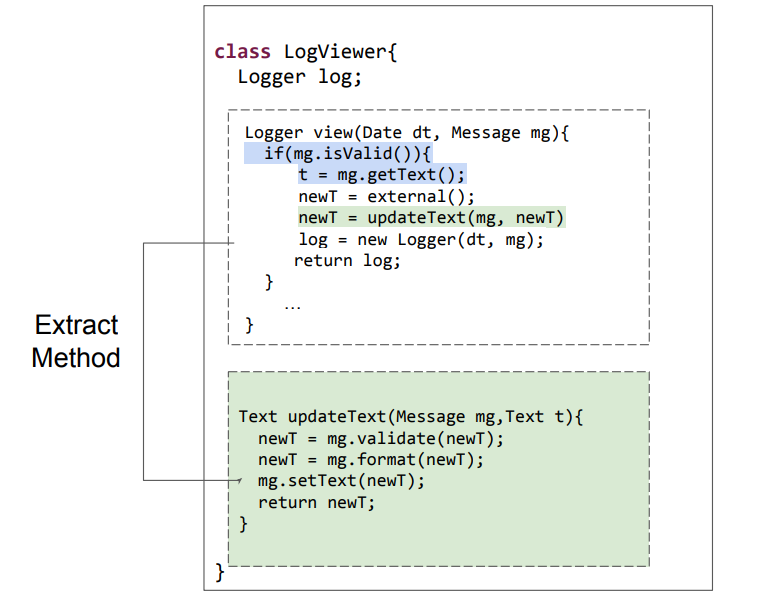 class LogViewer{
Logger log;
Logger view(Date dt, Message mg){
if(mg.isValid()){
t = mg.getText();
newT = external();
newT = updateText(mg, newT)
log = new Logger(dt, mg);
return log;
}
...
}
Extract
Method
Text updateText(Message mg,Text t){
newT = mg.validate(newT);
newT = mg.format(newT);
mg.setText(newT);
return newT;
}
}